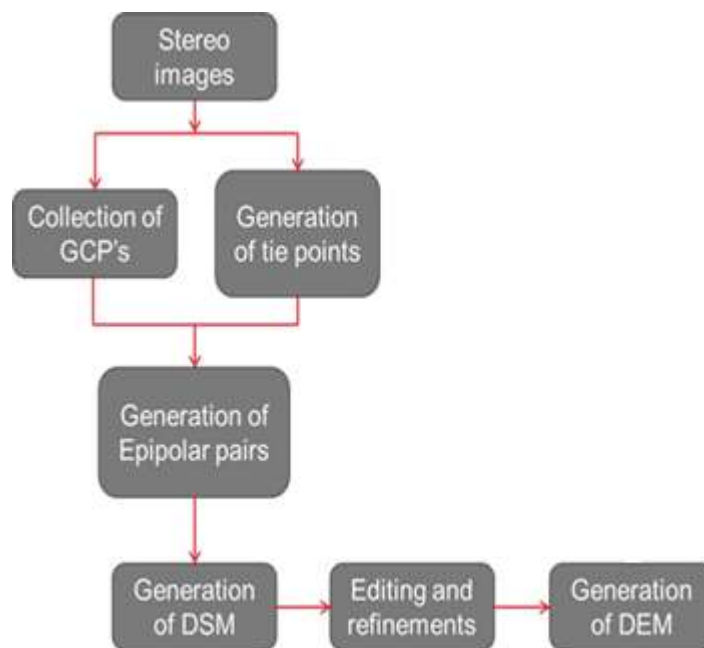 Stereo
images
Collection of
GCP's
Generation
of tie points
Generation of
Epipolar pairs
Generation
of DSM
Editing and
refinements
Generation
of DEM